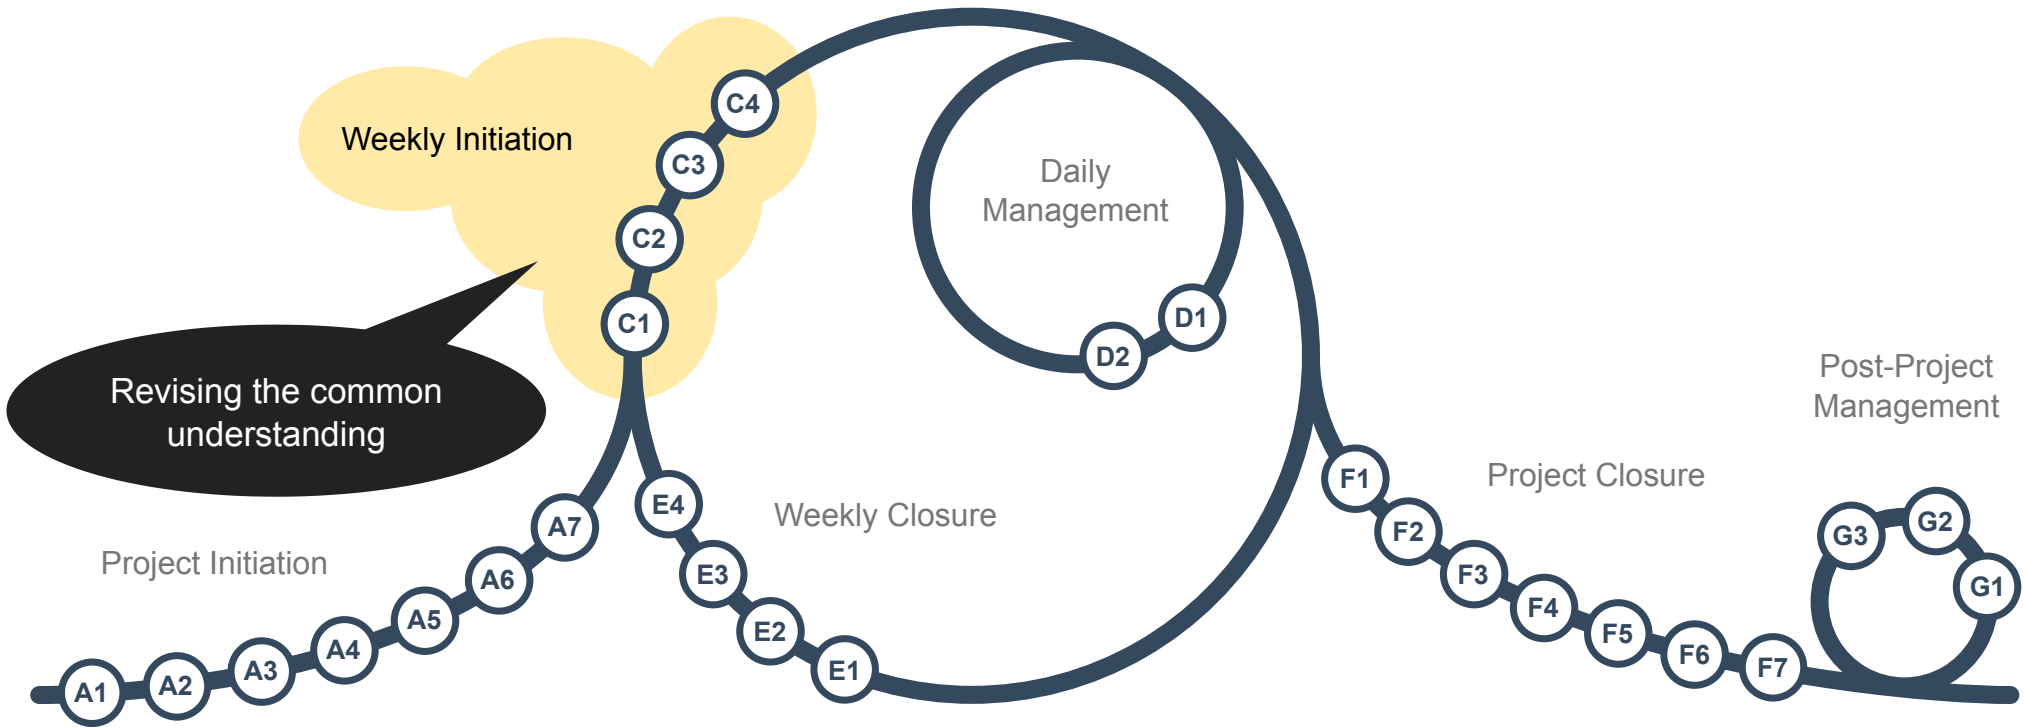 Weekly Initiation
C4
C3
C2
C1
Daily
Management
D1
D2
Revising the common
understanding
Post-Project
Management
Project Initiation
A1
A2
A3
A4
A5
A6
A7
Weekly Closure
E4
E3
E2
E1
Project Closure
F1
F2
F3
F4
F5
F6
F7
G3
G2
G1